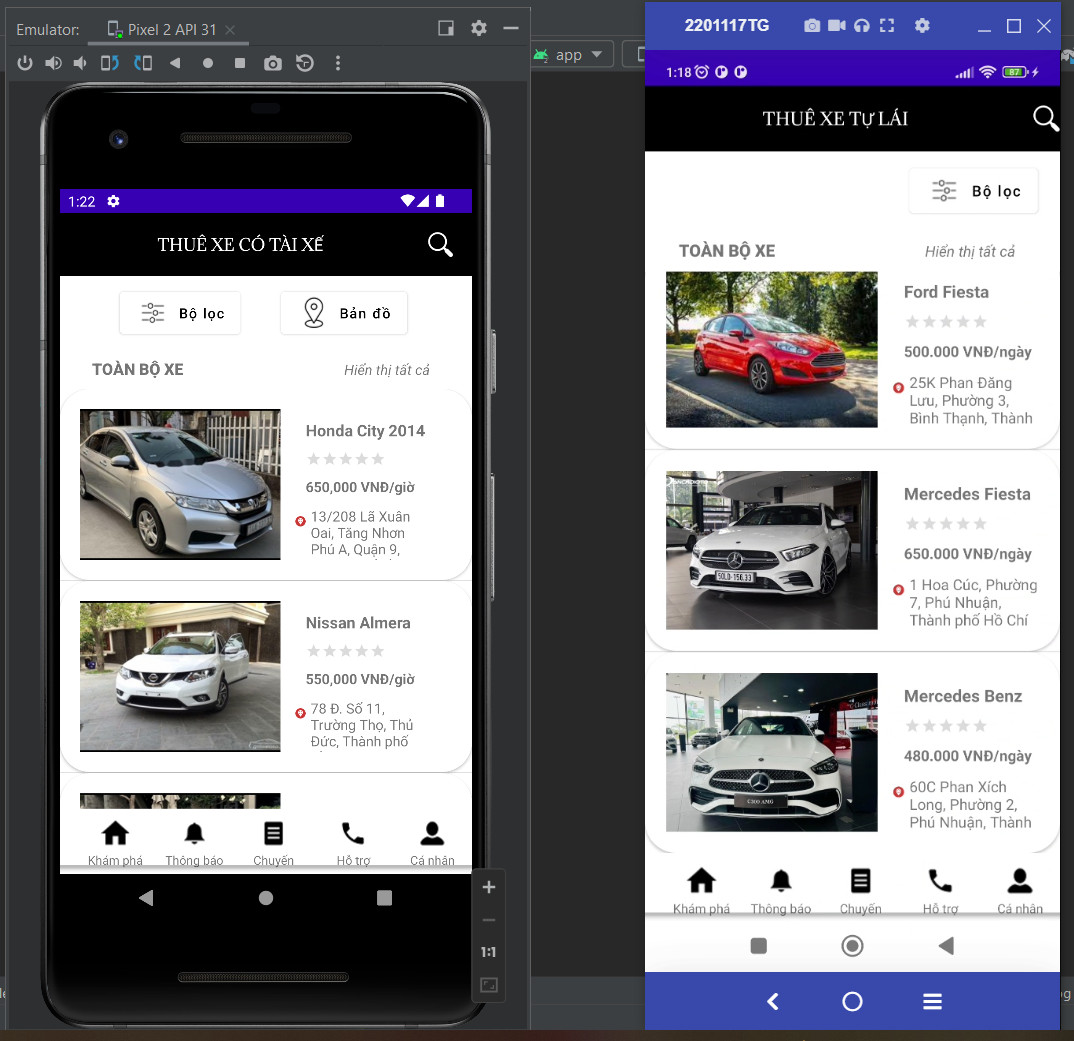 Emulator:
Pixel 2 API 31
1:22
THUÊ XE CÓ TÀI XẾ
Bộ lọc
Bản đồ
TOÀN BỘ XE
Hiển thị tất cả
Honda City 2014
650,000 VNĐ/giờ
13/208 Lã Xuân
Oai, Tăng Nhơn
Phú A, Quận 9,
Nissan Almera
550,000 VNĐ/giờ
78 Đ. Số 11,
Trường Thọ, Thủ
Đức, Thành phố
Khám phá
Thông báo
Chuyến
Hỗ trợ
Cá nhân
1:1
app
2201117TG
1:18
87
THUÊ XE TỰ LÁI
Bộ lọc
TOÀN BỘ XE
Hiển thị tất cả
Ford Fiesta
500.000 VNĐ/ngày
25K Phan Đăng
Lưu, Phường 3,
Bình Thạnh, Thành
50LD-156.33
Mercedes Fiesta
650.000 VNĐ/ngày
1 Hoa Cúc, Phường
7, Phú Nhuận,
Thành phố Hồ Chí
C300 AMG
Mercedes Benz
480.000 VNĐ/ngày
60C Phan Xích
Long, Phường 2,
Phú Nhuận, Thành
Khám phá
Thông báo
Chuyến
Hỗ trợ
Cá nhân